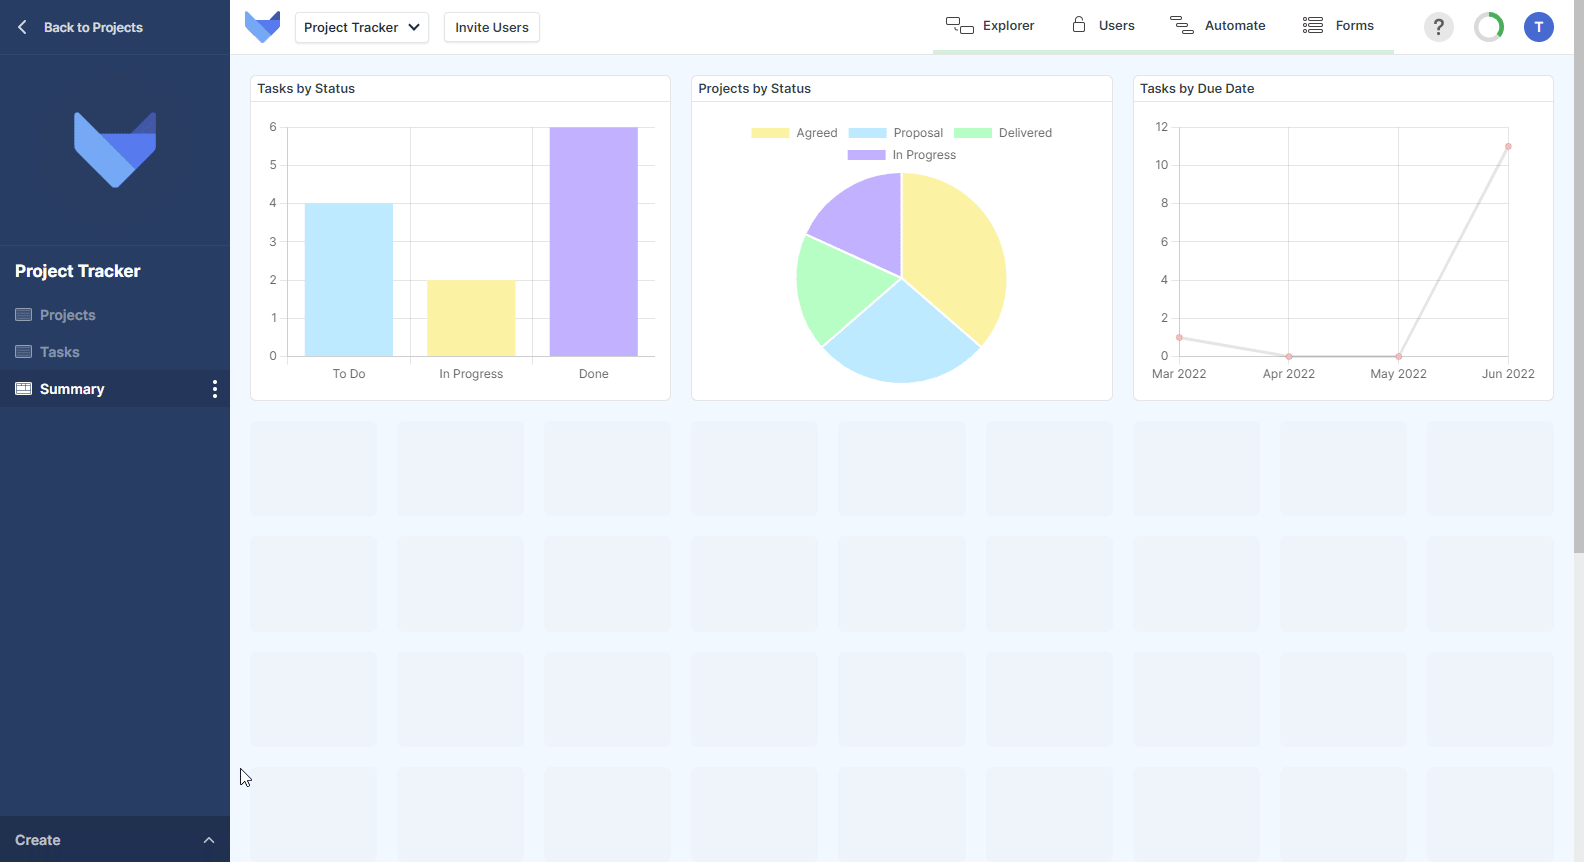 Back to Projects
Project Tracker
Invite Users
Explorer
Users
Automate
Forms
?
T
Project Tracker
Projects
Tasks
Summary
Create
Tasks by Status
6
5
4
3
2
1
0
To Do In Progress Done
Projects by Status
Agreed Proposal Delivered
In Progress
Tasks by Due Date
12
10
8
6
4
2
0
Mar 2022 Apr 2022 May 2022 Jun 2022